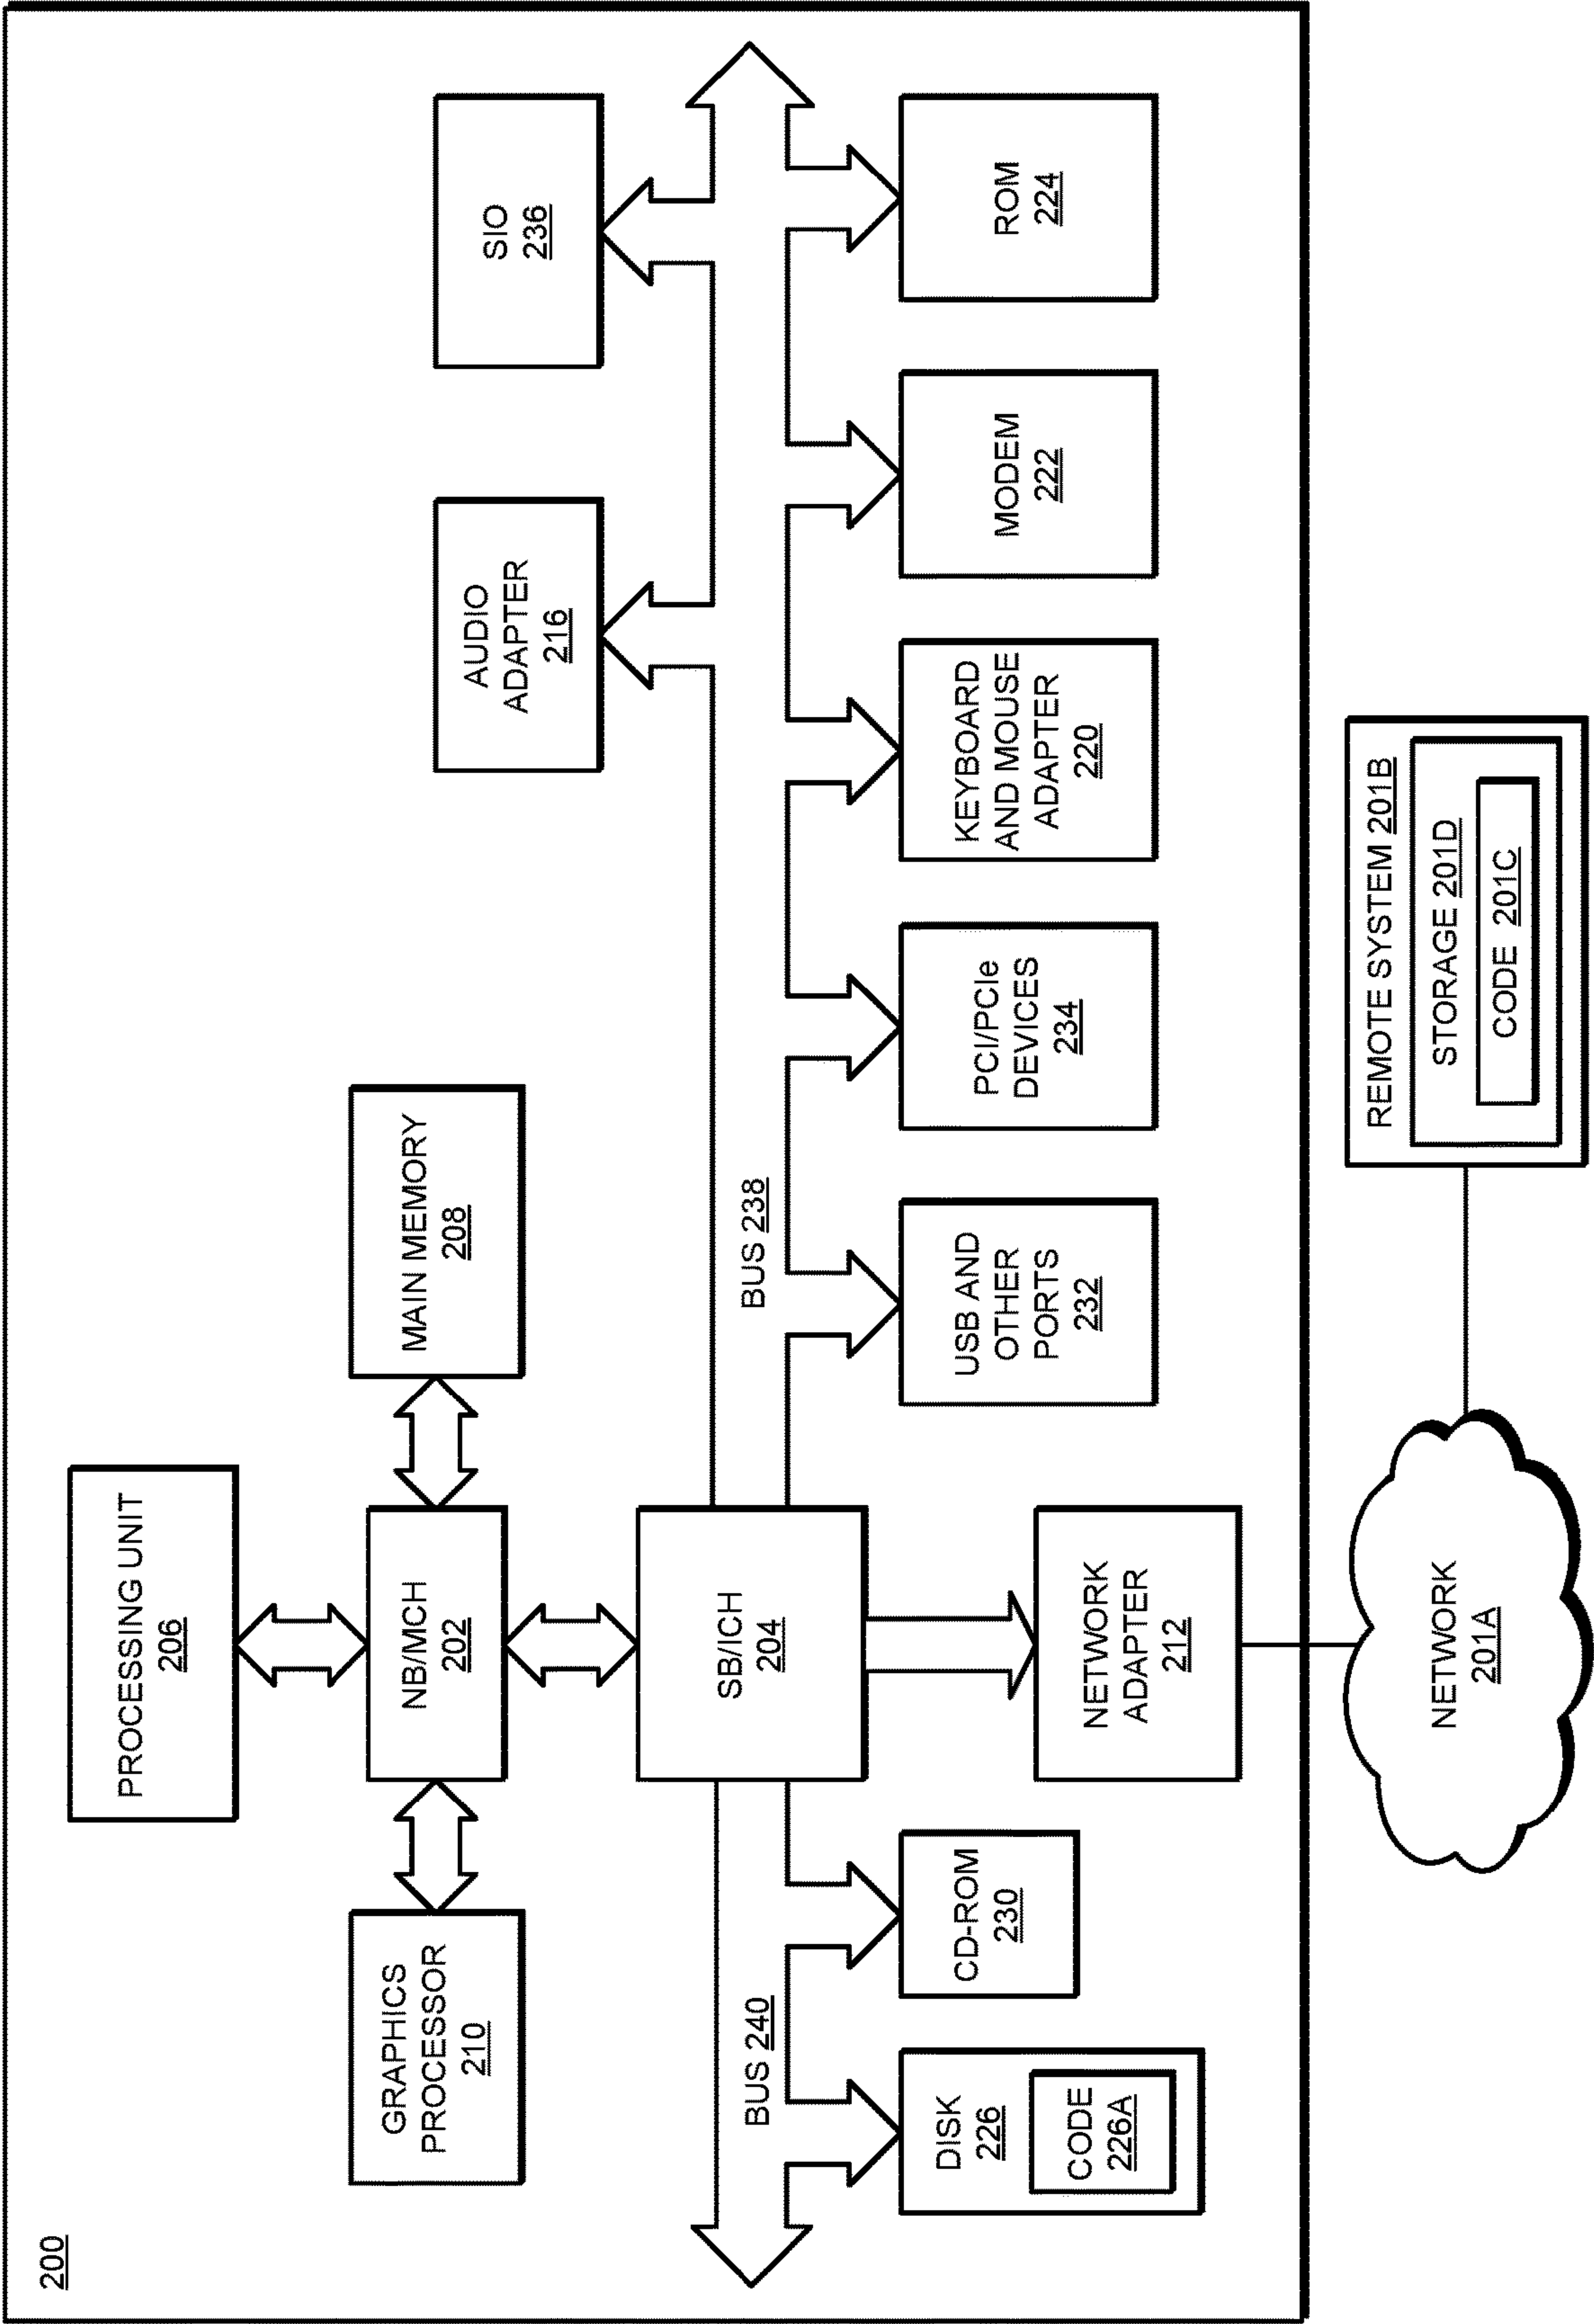 200
PROCESSING UNIT
206
GRAPHICS
PROCESSOR
210
NB/MCH
202
MAIN MEMORY
208
AUDIO
ADAPTER
216
SIO
236
SB/ICH
204
BUS 240
BUS 238
DISK
226
CODE
226A
CD-ROM
230
NETWORK
ADAPTER
212
USB AND
OTHER
PORTS
232
PCI/PCIe
DEVICES
234
KEYBOARD
AND MOUSE
ADAPTER
220
MODEM
222
ROM
224
NETWORK
201A
REMOTE SYSTEM 201B
STORAGE 201D
CODE 201C